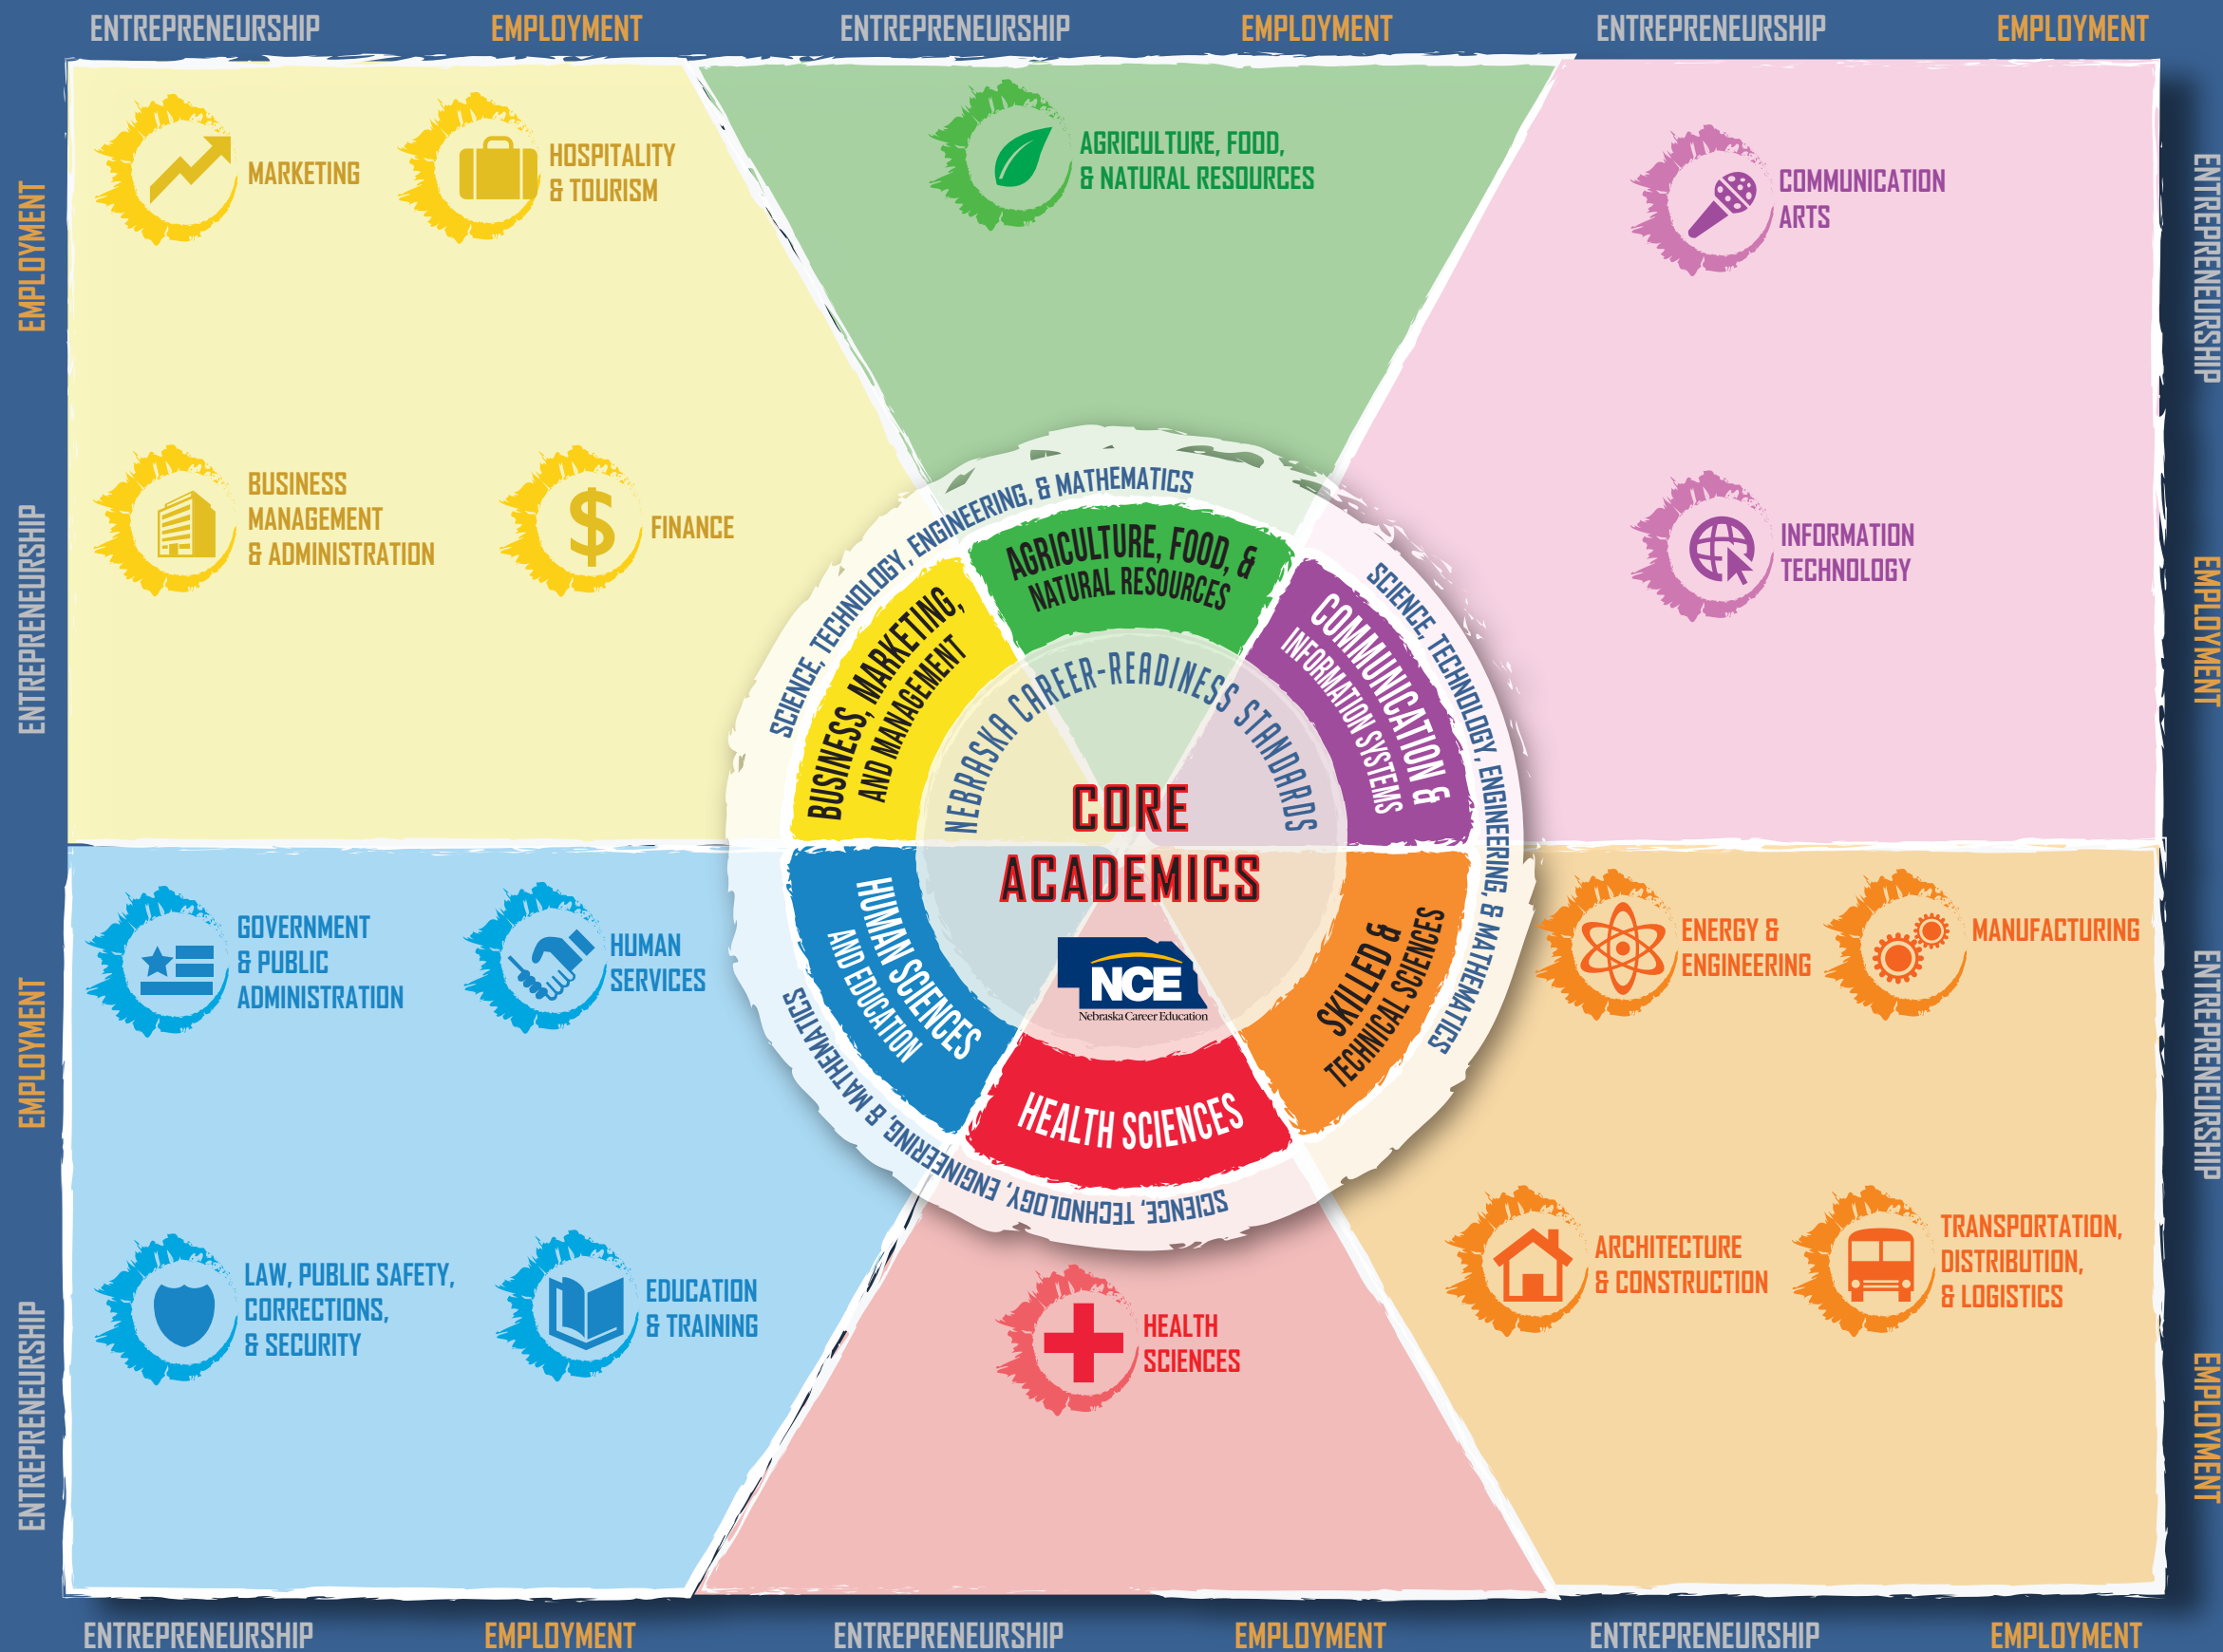 ENTREPRENEURSHIP
EMPLOYMENT
ENTREPRENEURSHIP
EMPLOYMENT
ENTREPRENEURSHIP
EMPLOYMENT
EMPLOYMENT
ENTREPRENEURSHIP
EMPLOYMENT
ENTREPRENEURSHIP
MARKETING
HOSPITALITY
& TOURISM
BUSINESS
MANAGEMENT
& ADMINISTRATION
FINANCE
AGRICULTURE, FOOD,
& NATURAL RESOURCES
COMMUNICATION
ARTS
INFORMATION
TECHNOLOGY
SCIENCE, TECHNOLOGY, ENGINEERING, & MATHEMATICS
SCIENCE, TECHNOLOGY, ENGINEERING, & MATHEMATICS
SCIENCE, TECHNOLOGY, ENGINEERING, & MATHEMATICS
AGRICULTURE, FOOD, &
NATURAL RESOURCES
COMMUNICATION &
INFORMATION SYSTEMS
BUSINESS, MARKETING,
AND MANAGEMENT
NEBRASKA CAREER-READINESS STANDARDS
CORE
ACADEMICS
NCE
Nebraska Career Education
HUMAN SCIENCES
AND EDUCATION
SKILLED &
TECHNICAL SCIENCES
HEALTH SCIENCES
GOVERNMENT
& PUBLIC
ADMINISTRATION
HUMAN
SERVICES
LAW, PUBLIC SAFETY,
CORRECTIONS,
& SECURITY
EDUCATION
& TRAINING
HEALTH
SCIENCES
ENERGY &
ENGINEERING
MANUFACTURING
ARCHITECTURE
& CONSTRUCTION
TRANSPORTATION,
DISTRIBUTION,
& LOGISTICS
ENTREPRENEURSHIP
EMPLOYMENT
ENTREPRENEURSHIP
EMPLOYMENT
ENTREPRENEURSHIP
EMPLOYMENT
ENTREPRENEURSHIP
EMPLOYMENT
ENTREPRENEURSHIP
EMPLOYMENT